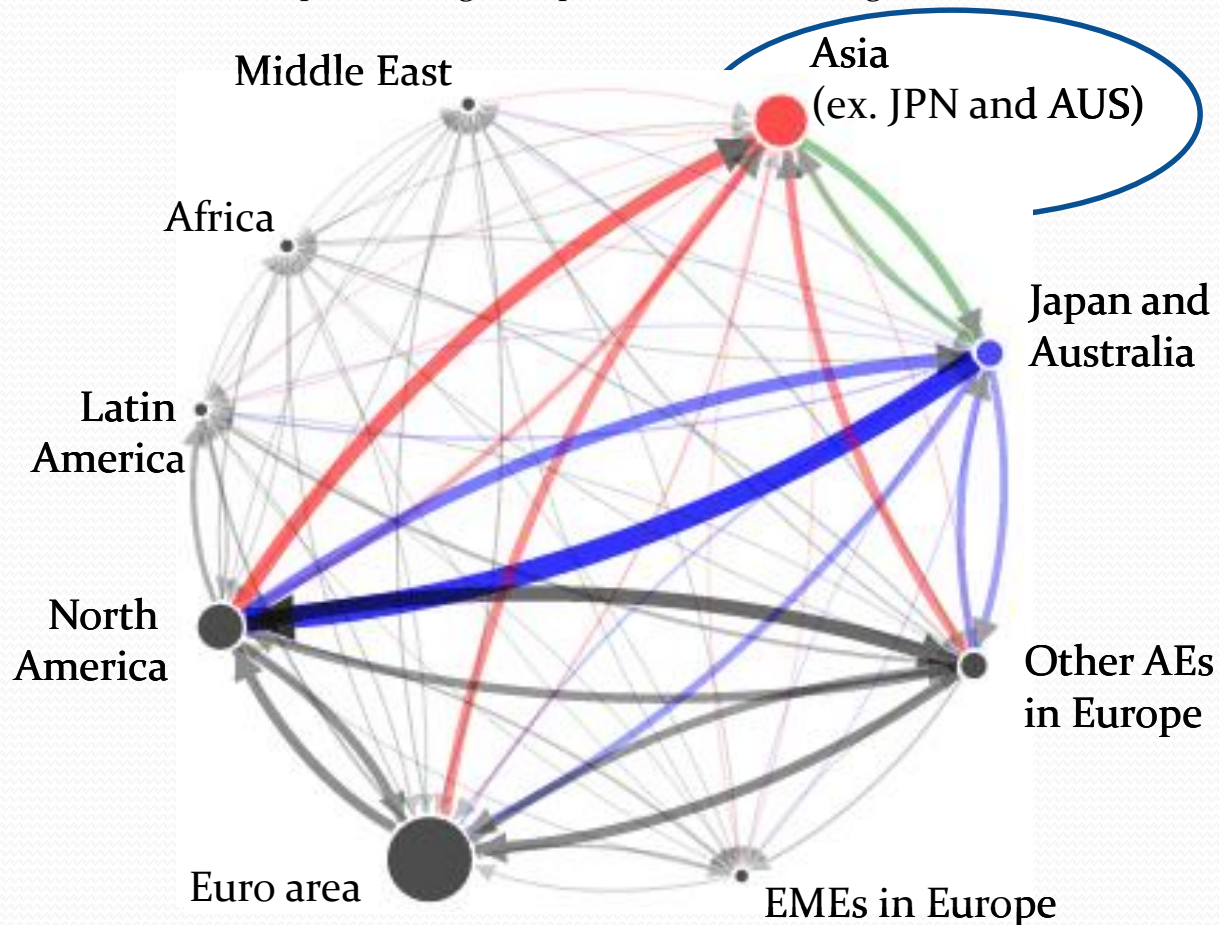 Asia
(ex. JPN and AUS)
Middle East
Africa
Japan and
Australia
Latin
America
North
America
Other AEs
in Europe
Euro area
EMEs in Europe